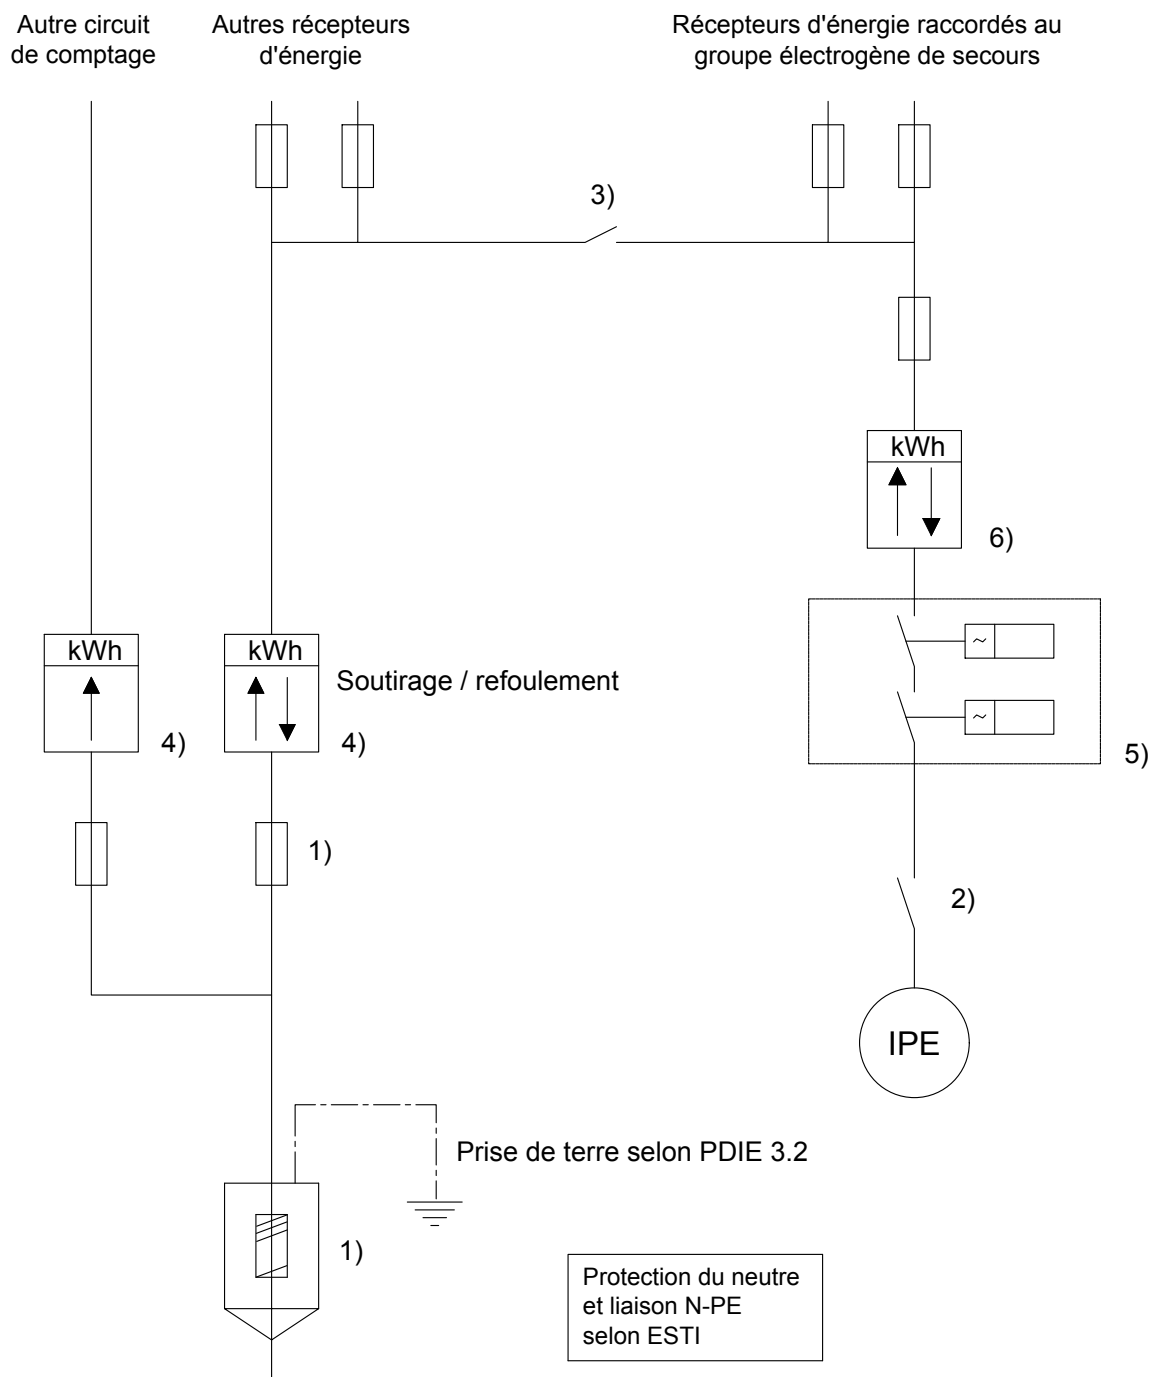 Autre circuit
de comptage
Autres récepteurs
d'énergie
Récepteurs d'énergie raccordés au
groupe électrogène de secours
3)
kWh
6)
kWh
kWh
Soutirage / refoulement
~
~
4)
4)
5)
1)
2)
IPE
Prise de terre selon PDIE 3.2
1)
Protection du neutre
et liaison N-PE
selon ESTI